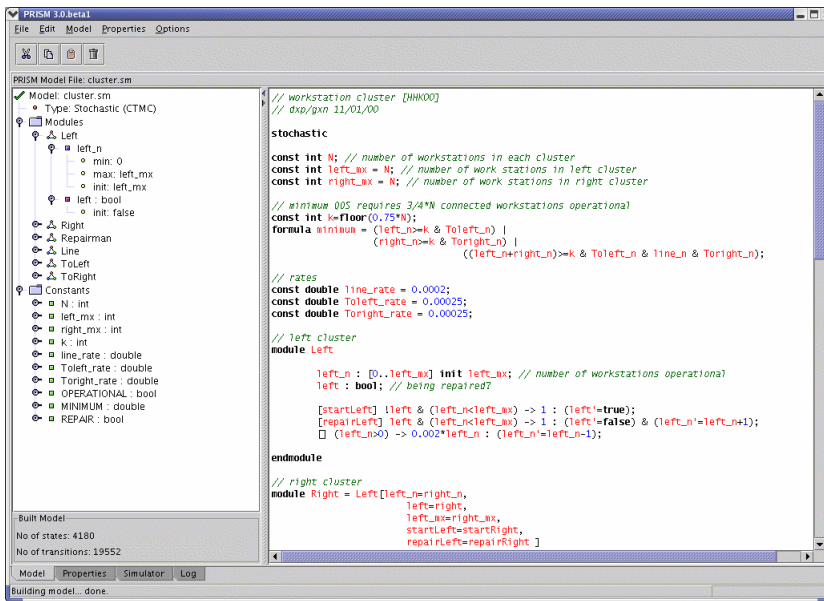 PRISM 3.0.beta1
File Edit Model Properties Options
PRISM Model File: cluster.sm
Model: cluster.sm
Type: Stochastic (CTMC)
Modules
Left
left_n
min: 0
max: left_mx
init: left_mx
left : bool
init: false
Right
Repairman
Line
ToLeft
ToRight
Constants
N : int
left_mx : int
right_mx : int
k : int
line_rate : double
Toleft_rate : double
Toright_rate : double
OPERATIONAL : bool
MINIMUM : double
REPAIR : bool
Built Model
No of states: 4180
No of transitions: 19552
// workstation cluster [HHK00]
// dxp/gxn 11/01/00
stochastic
const int N; // number of workstations in each cluster
const int left_mx = N; // number of work stations in left cluster
const int right_mx = N; // number of work stations in right cluster
// minimum QOS requires 3/4*N connected workstations operational
const int k=floor(0.75*N);
formula minimum = (left_n>=k & Toleft_n) |
(right_n>=k & Toright_n) |
((left_n+right_n)>=k & Toleft_n & line_n & Toright_n);
// rates
const double line_rate = 0.0002;
const double Toleft_rate = 0.00025;
const double Toright_rate = 0.00025;
// left cluster
module Left
left_n : [0..left_mx] init left_mx; // number of workstations operational
left : bool; // being repaired?
[startLeft] !left & (left_n<left_mx) -> 1 : (left'=true);
[repairLeft] left & (left_n<left_mx) -> 1 : (left'=false) & (left_n'=left_n+1);
[] (left_n>0) -> 0.002*left_n : (left_n'=left_n-1);
endmodule
// right cluster
module Right = Left[left_n=right_n,
left=right,
left_mx=right_mx,
startLeft=startRight,
repairLeft=repairRight ]
Model Properties Simulator Log
Building model... done.